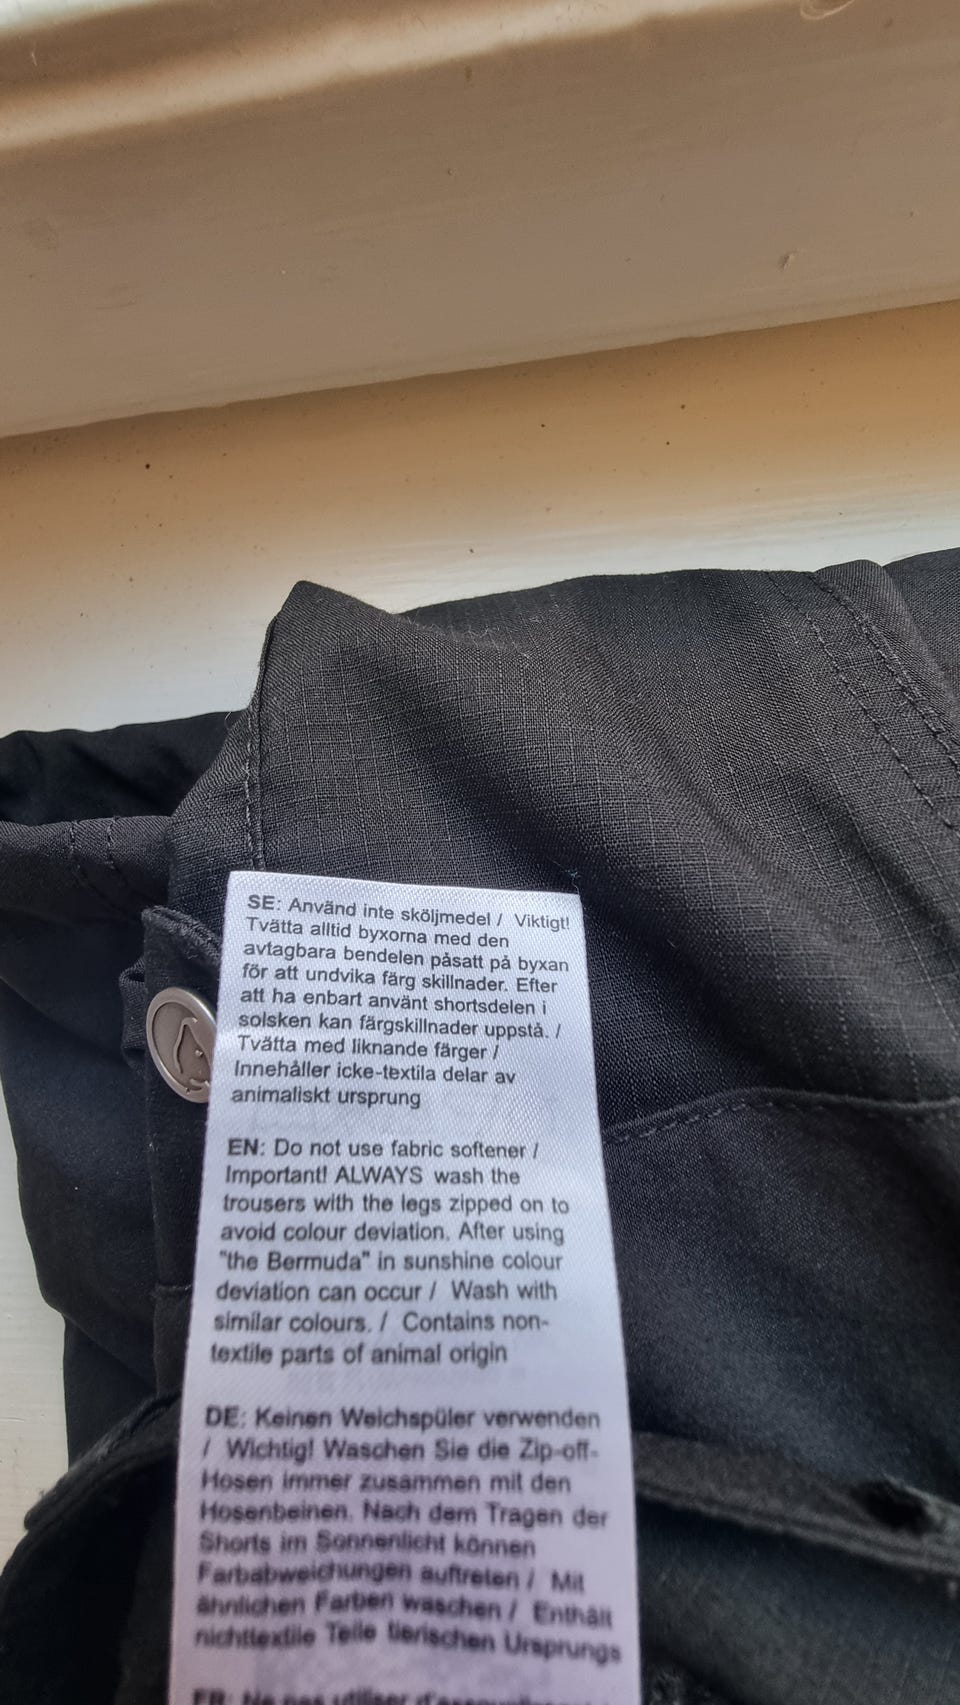 SE: Använd inte sköljmedel / Viktigt!
Tvätta alltid byxorna med den
avtagbara bendelen påsatt på byxan
för att undvika färg skillnader. Efter
att ha enbart använt shortsdelen i
solsken kan färgskillnader uppstå. /
Tvätta med liknande färger /
Innehåller icke-textila delar av
animaliskt ursprung
EN: Do not use fabric softener /
Important! ALWAYS wash the
trousers with the legs zipped on to
avoid colour deviation. After using
"the Bermuda" in sunshine colour
deviation can occur / Wash with
similar colours. / Contains non-
textile parts of animal origin
DE: Keinen Weichspüler verwenden
/ Wichtig! Waschen Sie die Zip-off-
Hosen immer zusammen mit den
Hosenbeinen. Nach dem Tragen der
Shorts im Sonnenlicht können
Farbabweichungen auftreten / Mit
ähnlichen Farben waschen / Enthält
nichttextile Teile tierischen Ursprungs
FR: Ne pas utiliser